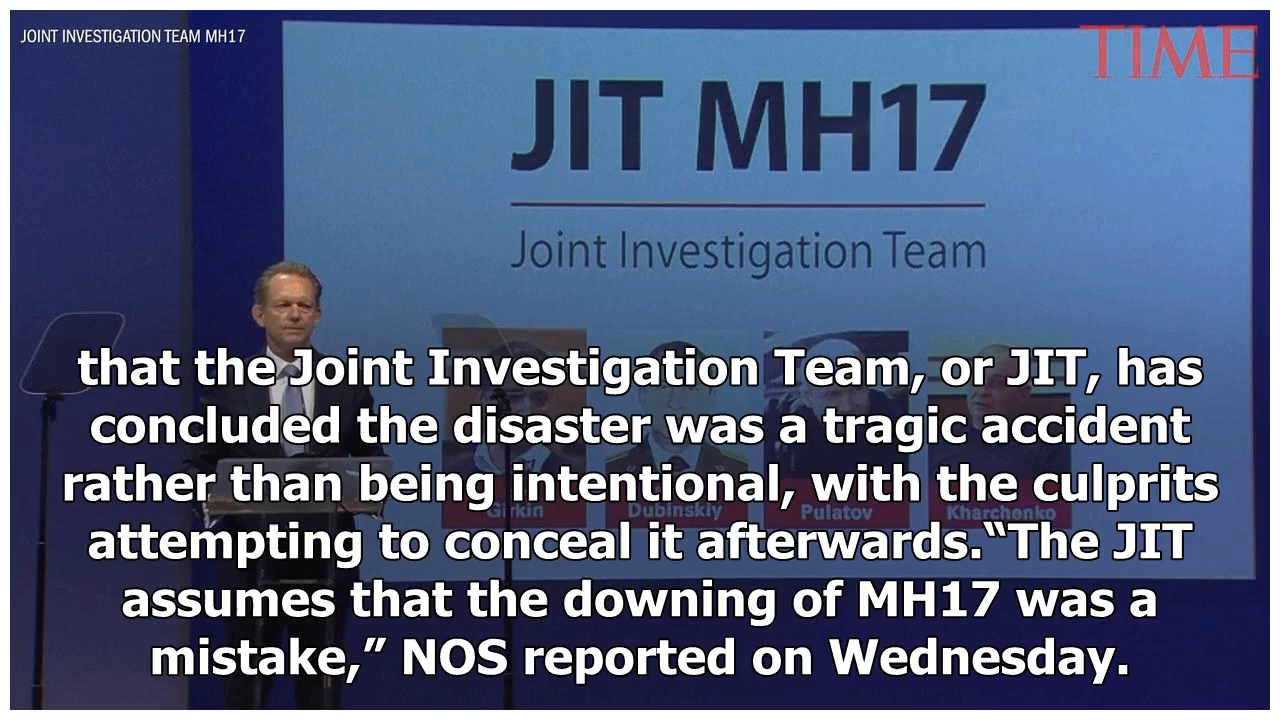 JOINT INVESTIGATION TEAM MH17
TIME
JIT MH17
Joint Investigation Team
that the Joint Investigation Team, or JIT, has
concluded the disaster was a tragic accident
rather than being intentional, with the culprits
attempting to conceal it afterwards.“The JIT
assumes that the downing of MH17 was a
mistake,” NOS reported on Wednesday.
Girkin
Dubinskiy
Pulatov
Kharchenko